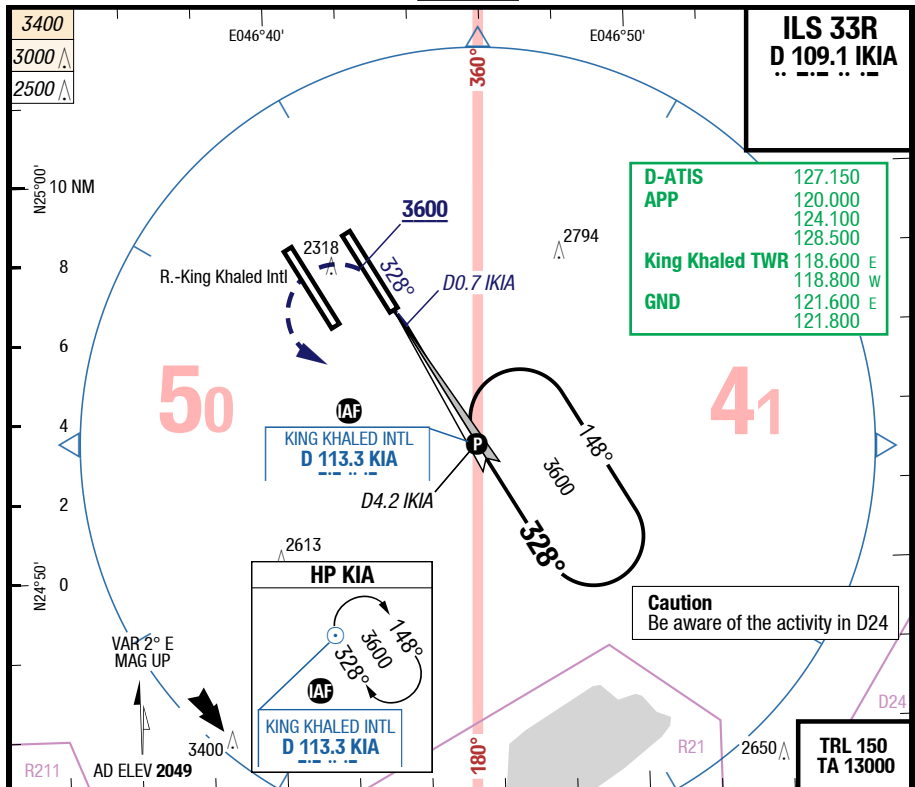 3400
3000
2500
E046°40'
E046°50'
360°
ILS 33R
D 109.1 IKIA
N25°00'
10 NM
8
6
4
2
0
N24°50'
D-ATIS 127.150
APP 120.000
124.100
128.500
King Khaled TWR 118.600 E
118.800 W
GND 121.600 E
121.800
3600
2318
2794
R.-King Khaled Intl
328°
D0.7 IKIA
50
41
IAF
KING KHALED INTL
D 113.3 KIA
P
D4.2 IKIA
148°
3600
328°
2613
HP KIA
148°
3600
328°
IAF
KING KHALED INTL
D 113.3 KIA
Caution
Be aware of the activity in D24
VAR 2° E
MAG UP
3400
AD ELEV 2049
R211
180°
R21
2650
D24
TRL 150
TA 13000